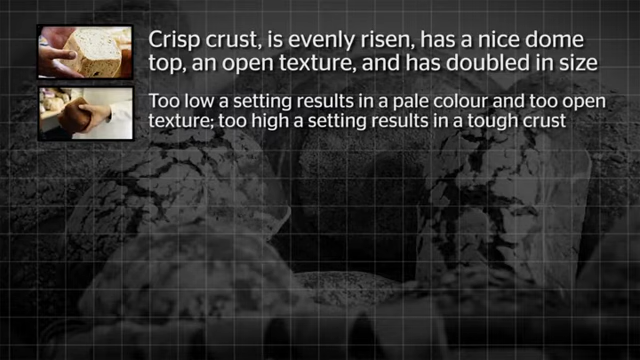 Crisp crust, is evenly risen, has a nice dome
top, an open texture, and has doubled in size
Too low a setting results in a pale colour and too open
texture; too high a setting results in a tough crust